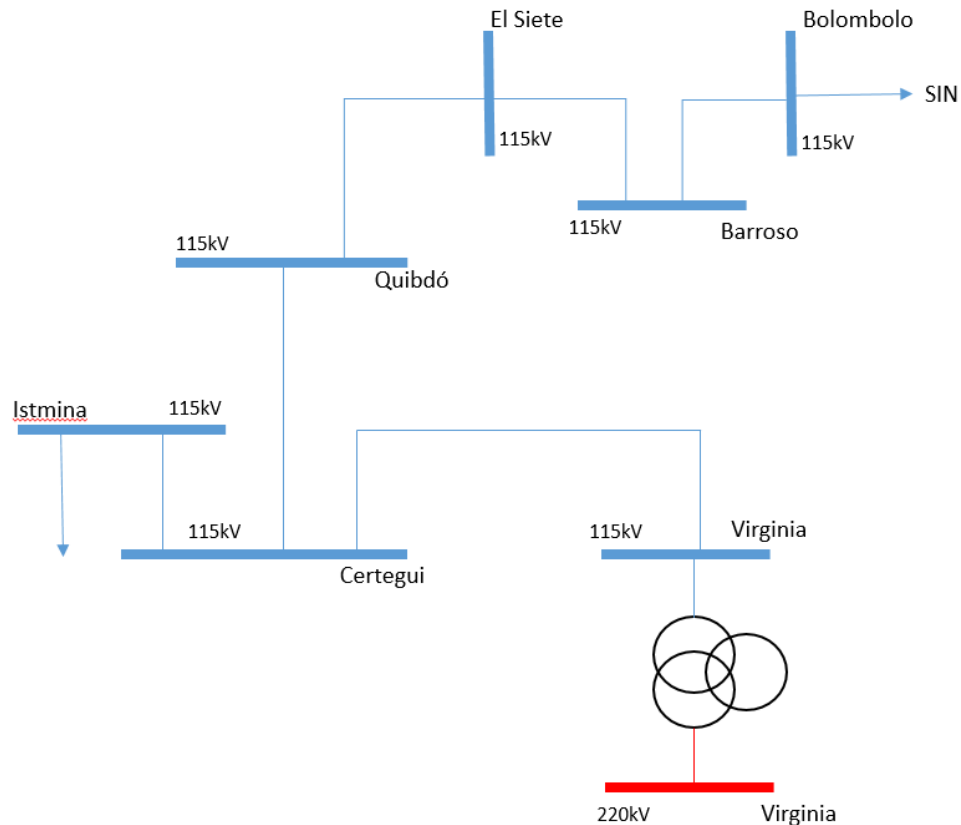 El Siete
Bolombolo
SIN
115kV
115kV
115kV
Barroso
115kV
Quibdó
Istmina
115kV
115kV
Certegui
115kV
Virginia
220kV
Virginia